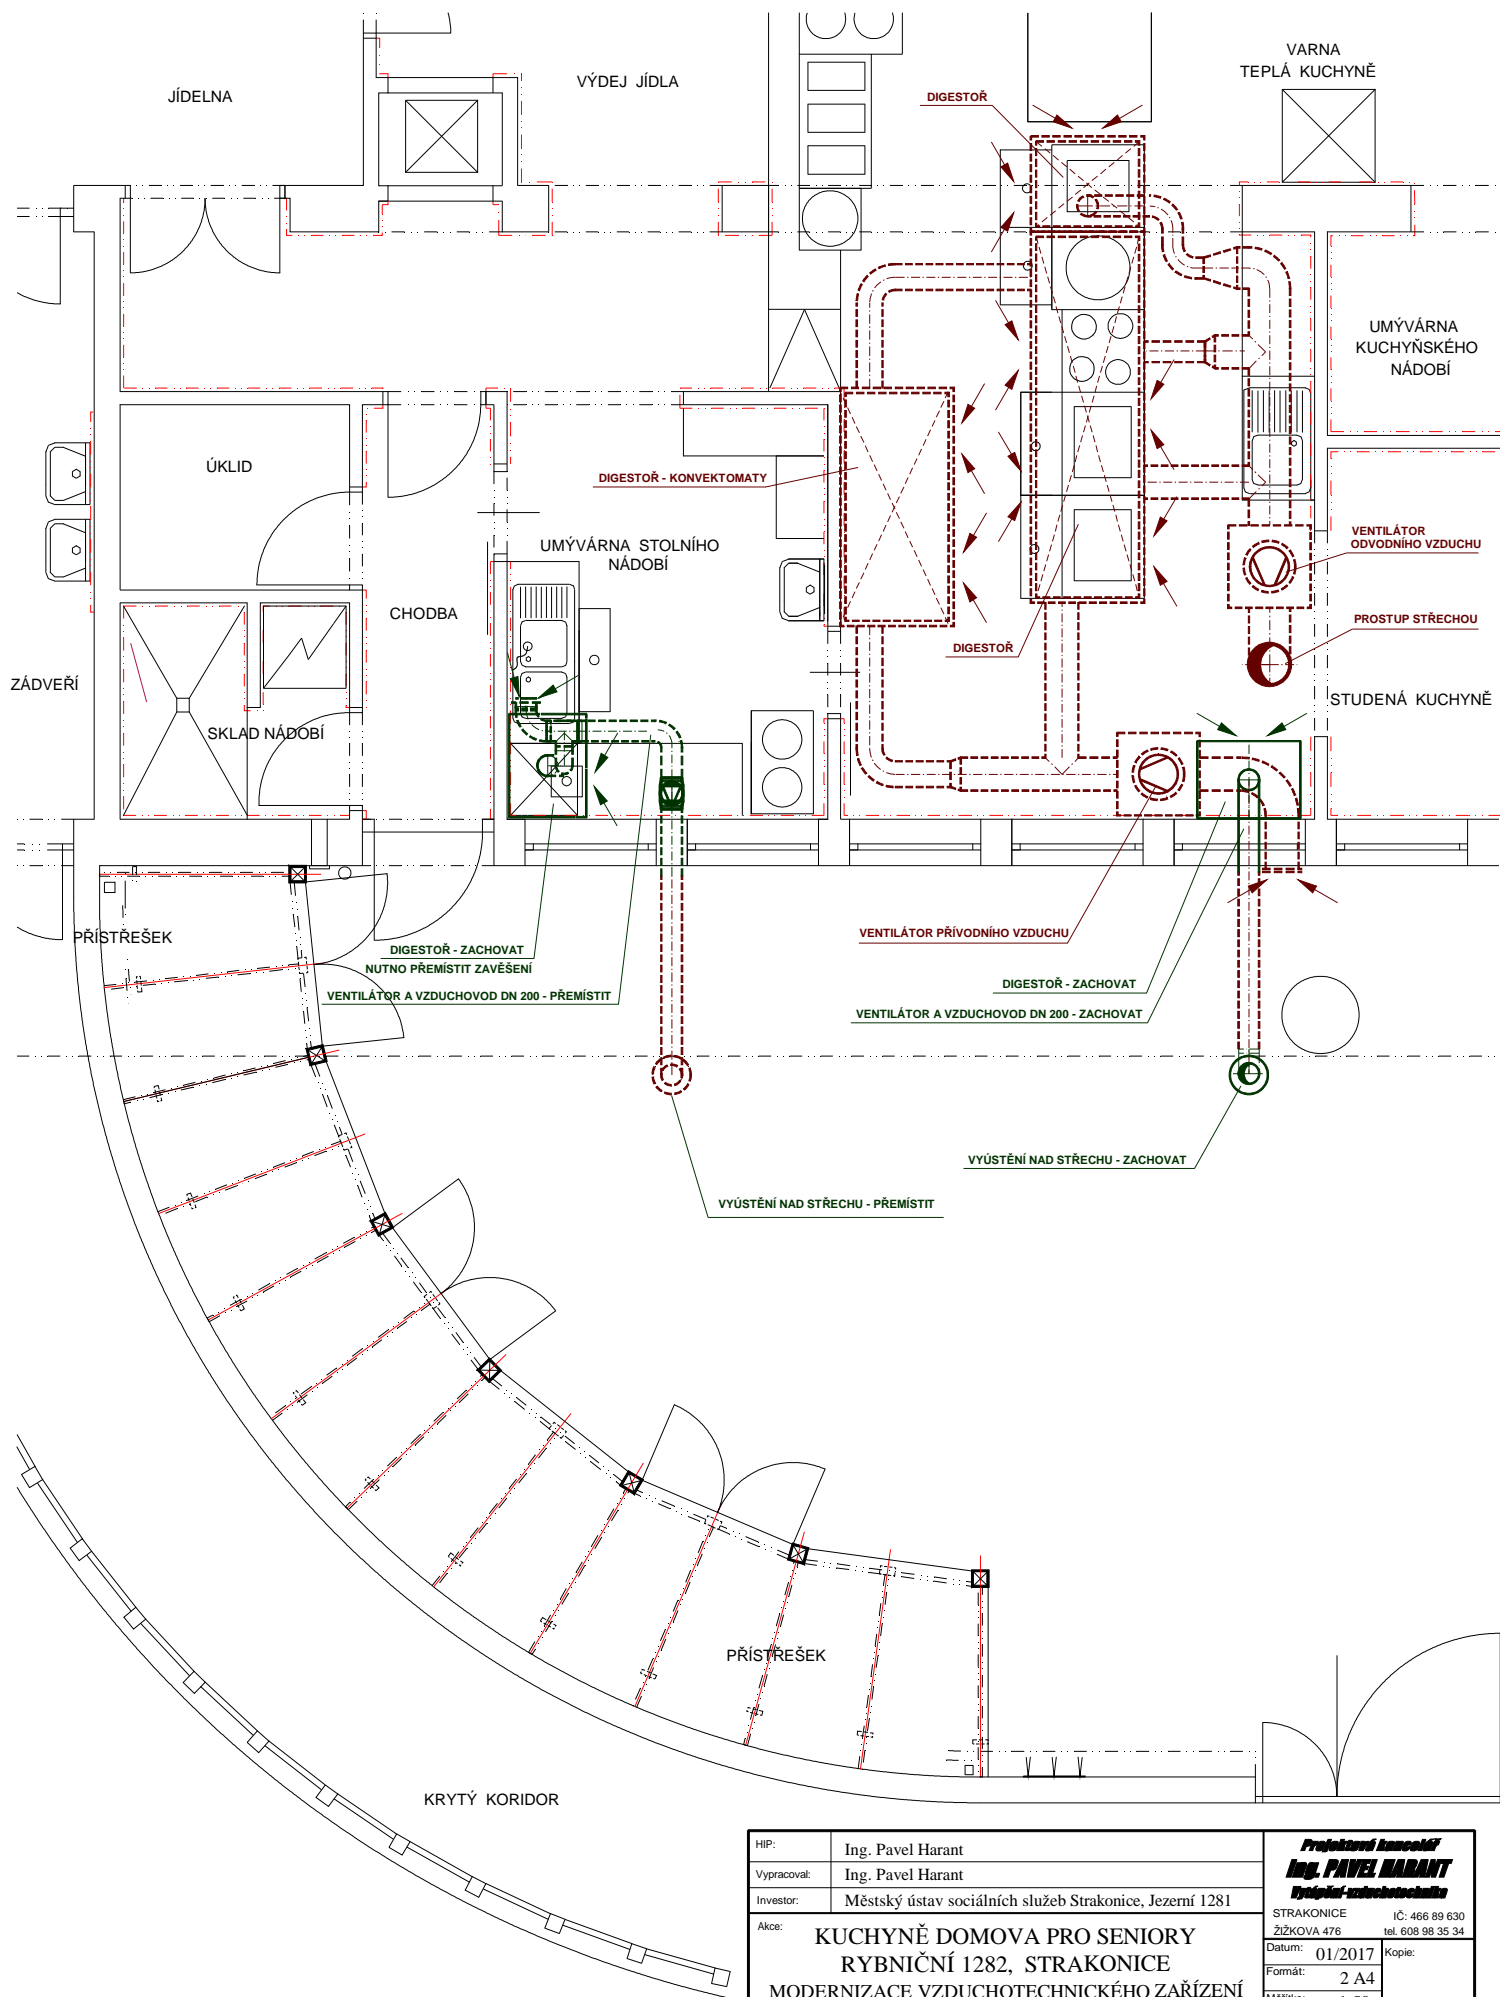 VARNA
TEPLÁ KUCHYNĚ
JÍDELNA
VÝDEJ JÍDLA
DIGESTOŘ
UMÝVÁRNA
KUCHYŇSKÉHO
NÁDOBÍ
ÚKLID
DIGESTOŘ - KONVEKTOMATY
UMÝVÁRNA STOLNÍHO
NÁDOBÍ
VENTILÁTOR
ODVODNÍHO VZDUCHU
CHODBA
PROSTUP STŘECHOU
DIGESTOŘ
ZÁDVEŘÍ
STUDENÁ KUCHYNĚ
SKLAD NÁDOBÍ
PŘÍSTŘEŠEK
DIGESTOŘ - ZACHOVAT
NUTNO PŘEMÍSTIT ZAVĚŠENÍ
VENTILÁTOR A VZDUCHOVOD DN 200 - PŘEMÍSTIT
VENTILÁTOR PŘÍVODNÍHO VZDUCHU
DIGESTOŘ - ZACHOVAT
VENTILÁTOR A VZDUCHOVOD DN 200 - ZACHOVAT
VYÚSTĚNÍ NAD STŘECHU - ZACHOVAT
VYÚSTĚNÍ NAD STŘECHU - PŘEMÍSTIT
PŘÍSTŘEŠEK
KRYTÝ KORIDOR
HIP: Ing. Pavel Harant
Vypracoval: Ing. Pavel Harant
Investor: Městský ústav sociálních služeb Strakonice, Jezerní 1281
Akce: KUCHYNĚ DOMOVA PRO SENIORY
RYBNIČNÍ 1282, STRAKONICE
MODERNIZACE VZDUCHOTECHNICKÉHO ZAŘÍZENÍ
Projektová kancelář
Ing. PAVEL HARANT
Vytápění-vzduchotechnika
STRAKONICE IČ: 466 89 630
ŽIŽKOVA 476 tel. 608 98 35 34
Datum: 01/2017 Kopie:
Formát: 2 A4